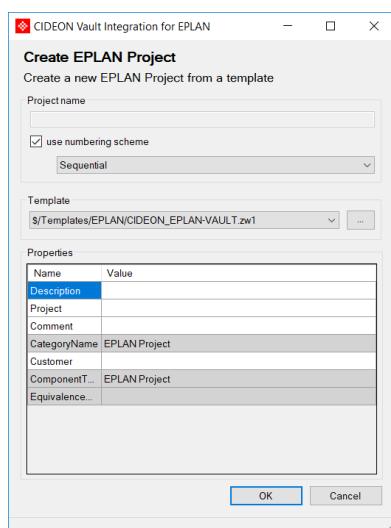 CIDEON Vault Integration for EPLAN
Create EPLAN Project
Create a new EPLAN Project from a template
Project name
use numbering scheme
Sequential
Template
$/Templates/EPLAN/CIDEON_EPLAN-VAULT.zw1
...
Properties
Name Value
Description
Project
Comment
CategoryName EPLAN Project
Customer
ComponentT... EPLAN Project
Equivalence...
OK Cancel